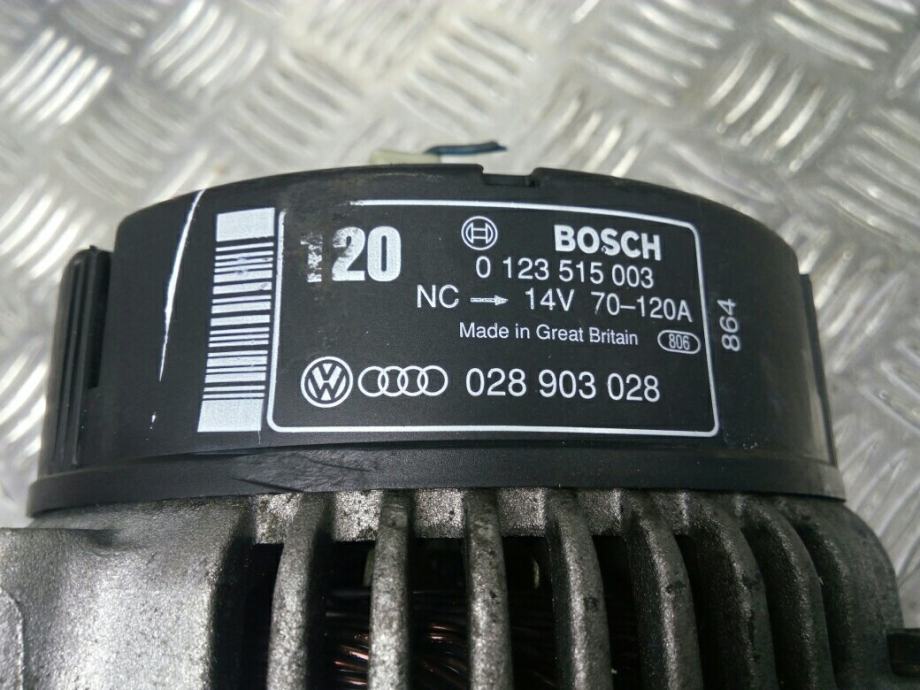 120
BOSCH
0 123 515 003
NC → 14V 70–120A
Made in Great Britain 806
028 903 028
864